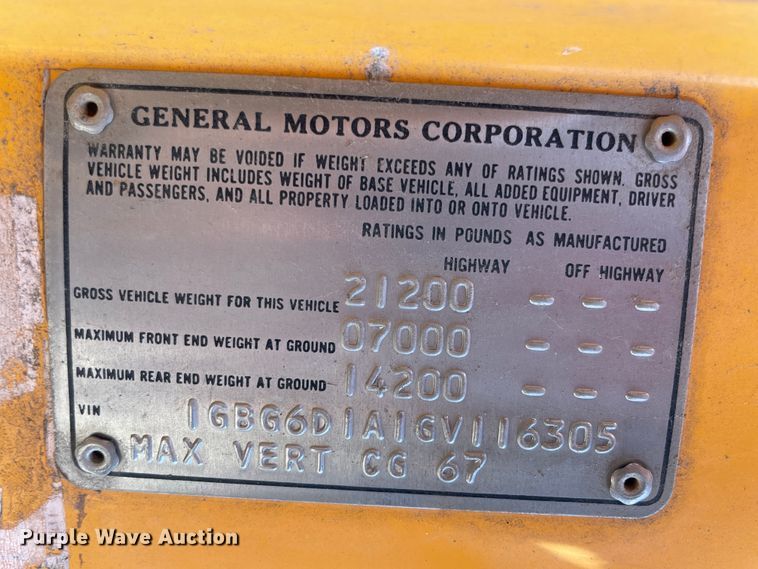 GENERAL MOTORS CORPORATION
WARRANTY MAY BE VOIDED IF WEIGHT EXCEEDS ANY OF RATINGS SHOWN. GROSS
VEHICLE WEIGHT INCLUDES WEIGHT OF BASE VEHICLE, ALL ADDED EQUIPMENT, DRIVER
AND PASSENGERS, AND ALL PROPERTY LOADED INTO OR ONTO VEHICLE.
RATINGS IN POUNDS AS MANUFACTURED
HIGHWAY OFF HIGHWAY
GROSS VEHICLE WEIGHT FOR THIS VEHICLE 21200 - - -
MAXIMUM FRONT END WEIGHT AT GROUND 07000 - - -
MAXIMUM REAR END WEIGHT AT GROUND 14200 - - -
VIN 1GBG6D1A1GV116305
MAX VERT CG 67
Purple Wave Auction